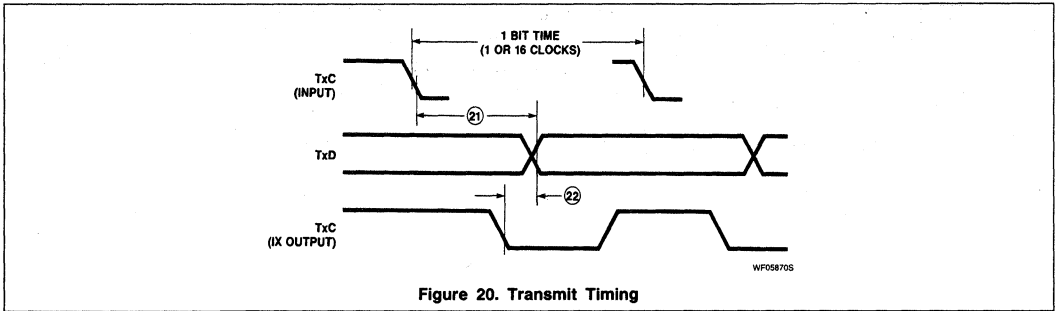 1 BIT TIME
(1 OR 16 CLOCKS)
TxC
(INPUT)
21
TxD
22
TxC
(IX OUTPUT)
WF05870S
Figure 20. Transmit Timing